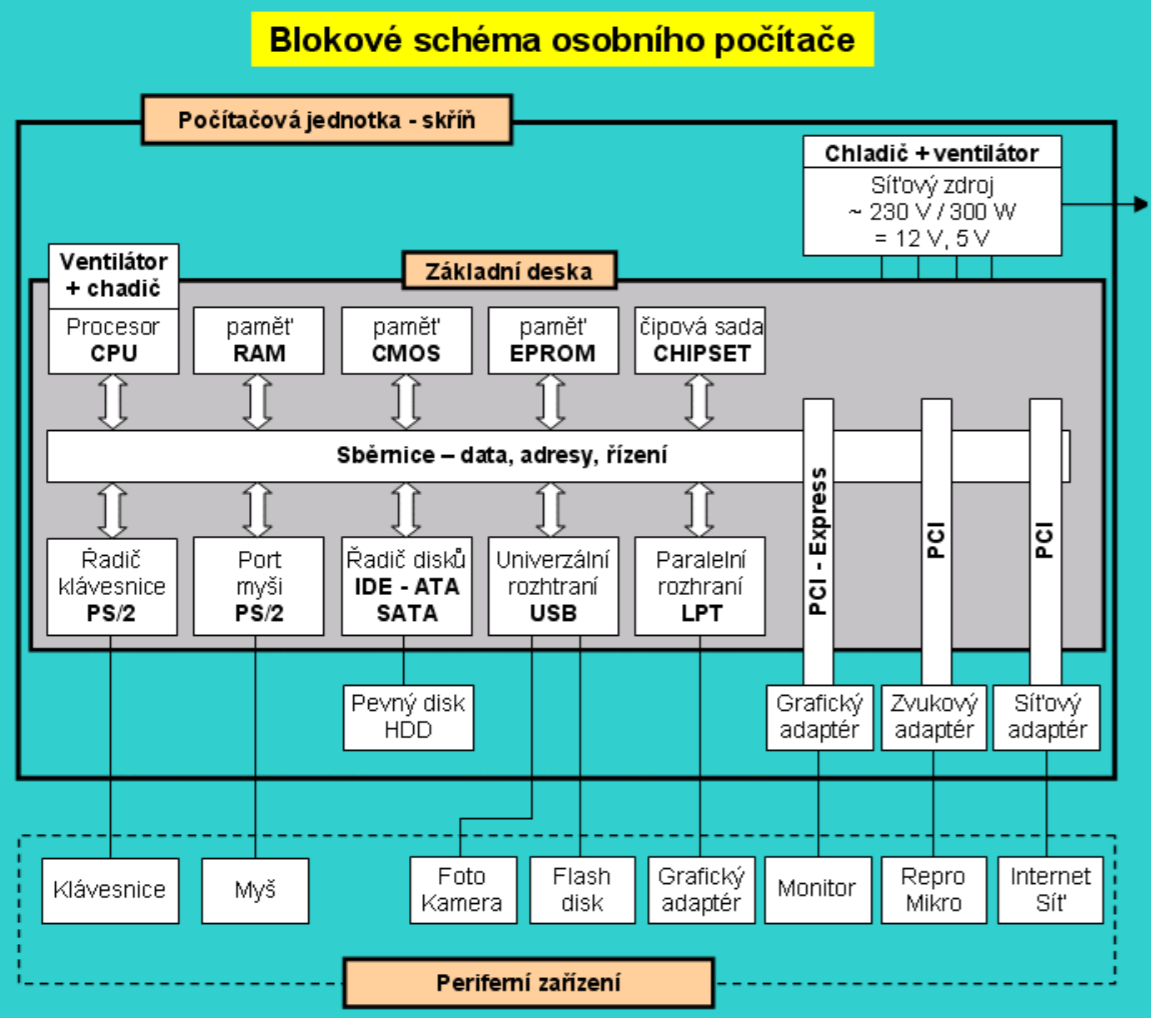 Blokové schéma osobního počítače
Počítačová jednotka - skříň
Chladič + ventilátor
Síťový zdroj
~ 230 V / 300 W
= 12 V, 5 V
Ventilátor
+ chadič
Základní deska
Procesor
CPU
paměť
RAM
paměť
CMOS
paměť
EPROM
čipová sada
CHIPSET
Sběrnice – data, adresy, řízení
PCI - Express
PCI
PCI
Řadič
klávesnice
PS/2
Port
myši
PS/2
Řadič disků
IDE - ATA
SATA
Univerzální
rozhtraní
USB
Paralelní
rozhraní
LPT
Pevný disk
HDD
Grafický
adaptér
Zvukový
adaptér
Síťový
adaptér
Klávesnice
Myš
Foto
Kamera
Flash
disk
Grafický
adaptér
Monitor
Repro
Mikro
Internet
Síť
Periferní zařízení